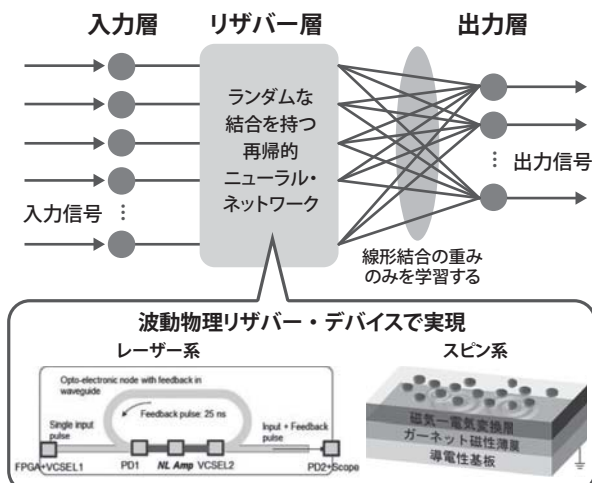 入力層
リザバー層
出力層
ランダムな
結合を持つ
再帰的
ニューラル・
ネットワーク
入力信号
出力信号
線形結合の重み
のみを学習する
波動物理リザバー・デバイスで実現
レーザー系
スピン系
Opto-electronic node with feedback in
waveguide
Feedback pulse: 25 ns
Single input
pulse
Input + Feedback
pulse
FPGA+VCSEL1
PD1
NL Amp
VCSEL2
PD2+Scope
磁気ー電気変換層
ガーネット磁性薄膜
導電性基板